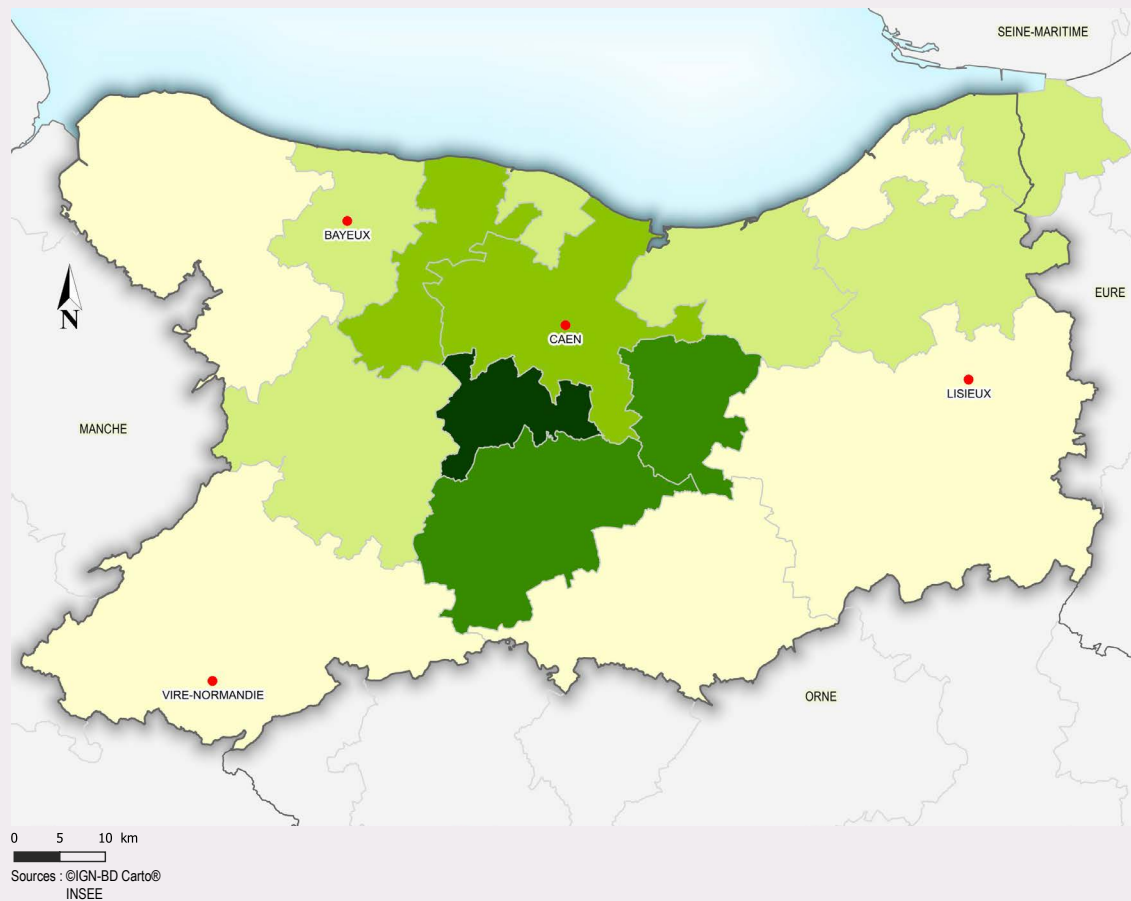 SEINE-MARITIME
BAYEUX
EURE
N
CAEN
LISIEUX
MANCHE
VIRE-NORMANDIE
ORNE
0 5 10 km
Sources : ©IGN-BD Carto®
INSEE